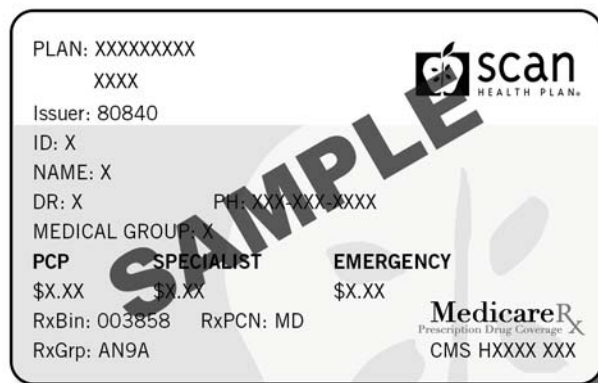 PLAN: XXXXXXXXX
XXXX
scan
HEALTH PLAN®
Issuer: 80840
ID: X
NAME: X
DR: X PH: XXX-XXX-XXXX
MEDICAL GROUP: X
SAMPLE
PCP SPECIALIST EMERGENCY
$X.XX $X.XX $X.XX
RxBin: 003858 RxPCN: MD
MedicareRx
Prescription Drug Coverage
RxGrp: AN9A CMS HXXXX XXX